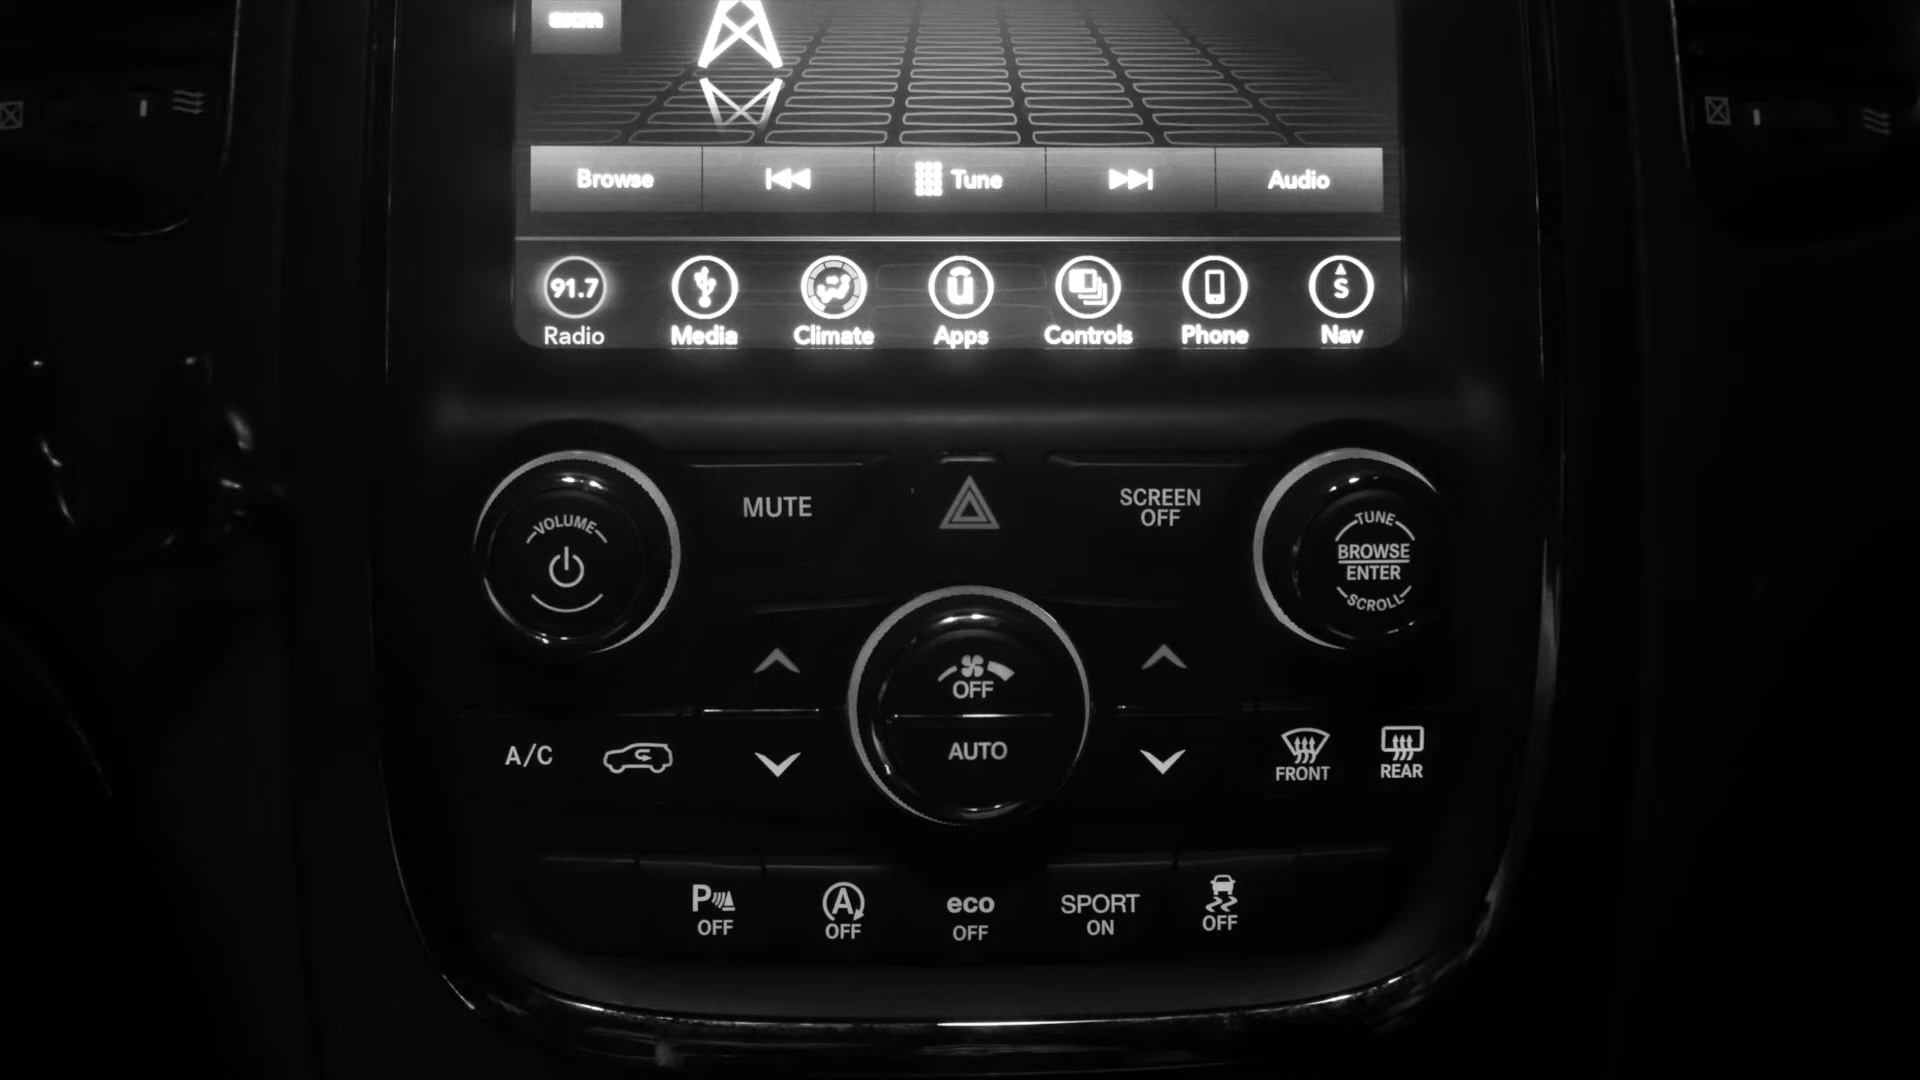 Browse Tune Audio
91.7 S
Radio Media Climate Apps Controls Phone Nav
MUTE
SCREEN
OFF
VOLUME
TUNE
BROWSE
ENTER
SCROLL
OFF
AUTO
A/C
FRONT
REAR
P
OFF
A
OFF
eco
OFF
SPORT
ON
OFF